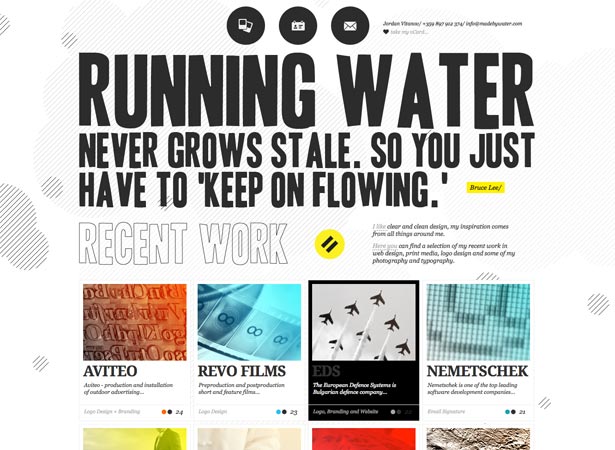 Jordan Vitanov/ +359 897 912 374/ info@madebywater.com
take my vCard...
RUNNING WATER
NEVER GROWS STALE. SO YOU JUST
HAVE TO 'KEEP ON FLOWING.'
Bruce Lee/
RECENT WORK
I like clear and clean design, my inspiration comes
from all things around me.
Here you can find a selection of my recent work in
web design, print media, logo design and some of my
photography and typography.
AVITEO
Aviteo - production and installation
of outdoor advertising...
Logo Design + Branding
24
REVO FILMS
Preproduction and postproduction
short and feature films...
Logo Design
23
EDS
The European Defence Systems is
Bulgarian defence company...
Logo, Branding and Website
22
NEMETSCHEK
Nemetschek is one of the top leading
software development companies...
Email Signature
21